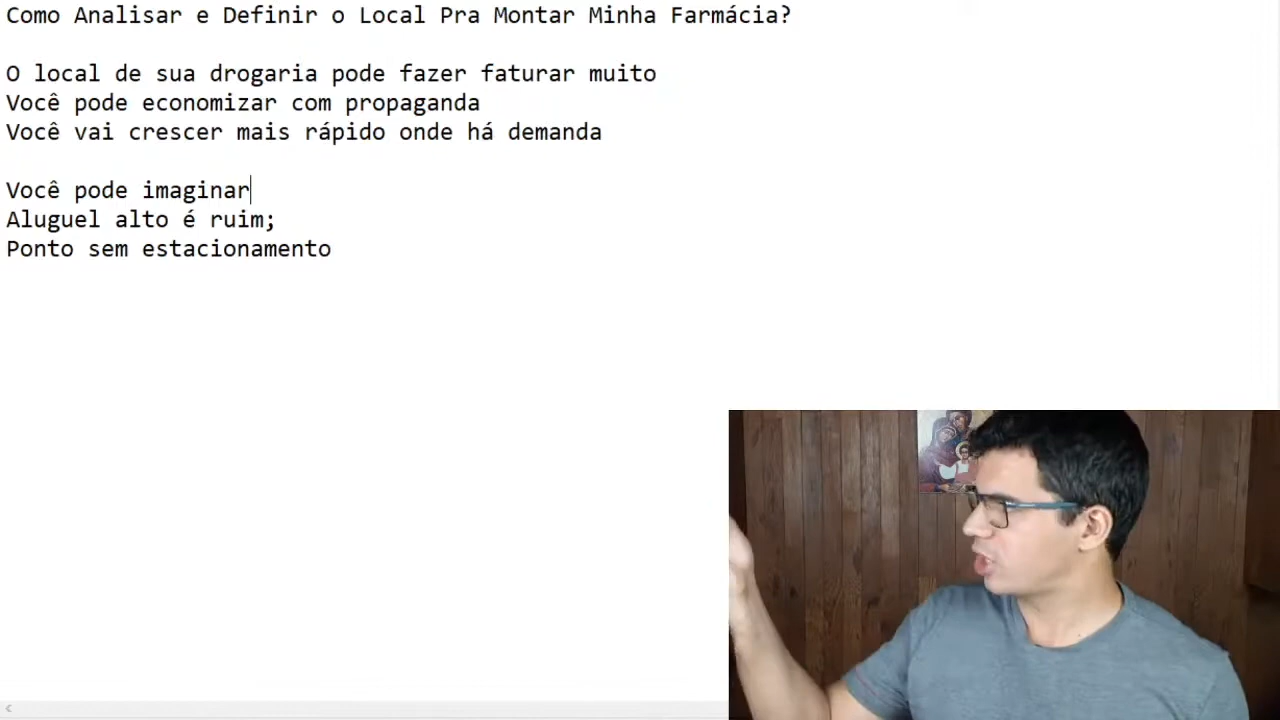 Como Analisar e Definir o Local Pra Montar Minha Farmácia?
O local de sua drogaria pode fazer faturar muito
Você pode economizar com propaganda
Você vai crescer mais rápido onde há demanda
Você pode imaginar
Aluguel alto é ruim;
Ponto sem estacionamento